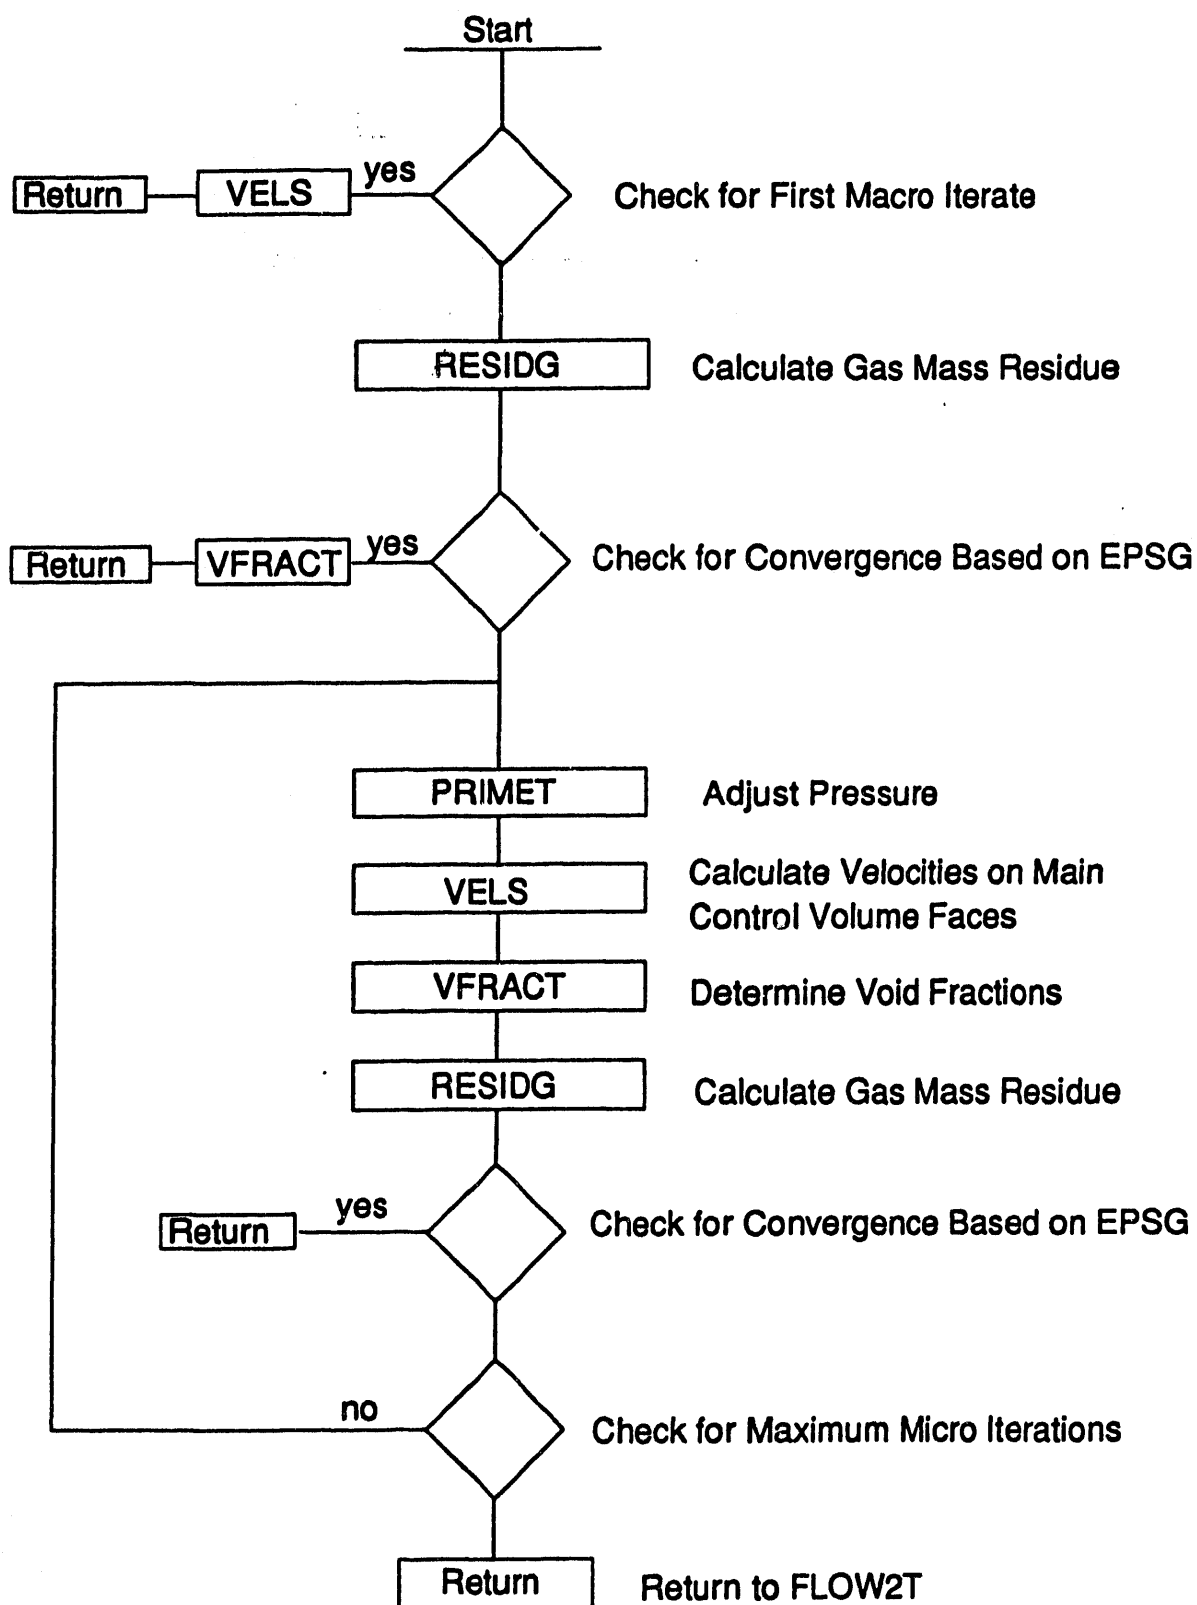 Start
yes
Return
VELS
Check for First Macro Iterate
RESIDG
Calculate Gas Mass Residue
yes
Return
VFRACT
Check for Convergence Based on EPSG
PRIMET
Adjust Pressure
VELS
Calculate Velocities on Main
Control Volume Faces
VFRACT
Determine Void Fractions
RESIDG
Calculate Gas Mass Residue
yes
Return
Check for Convergence Based on EPSG
no
Check for Maximum Micro Iterations
Return
Return to FLOW2T